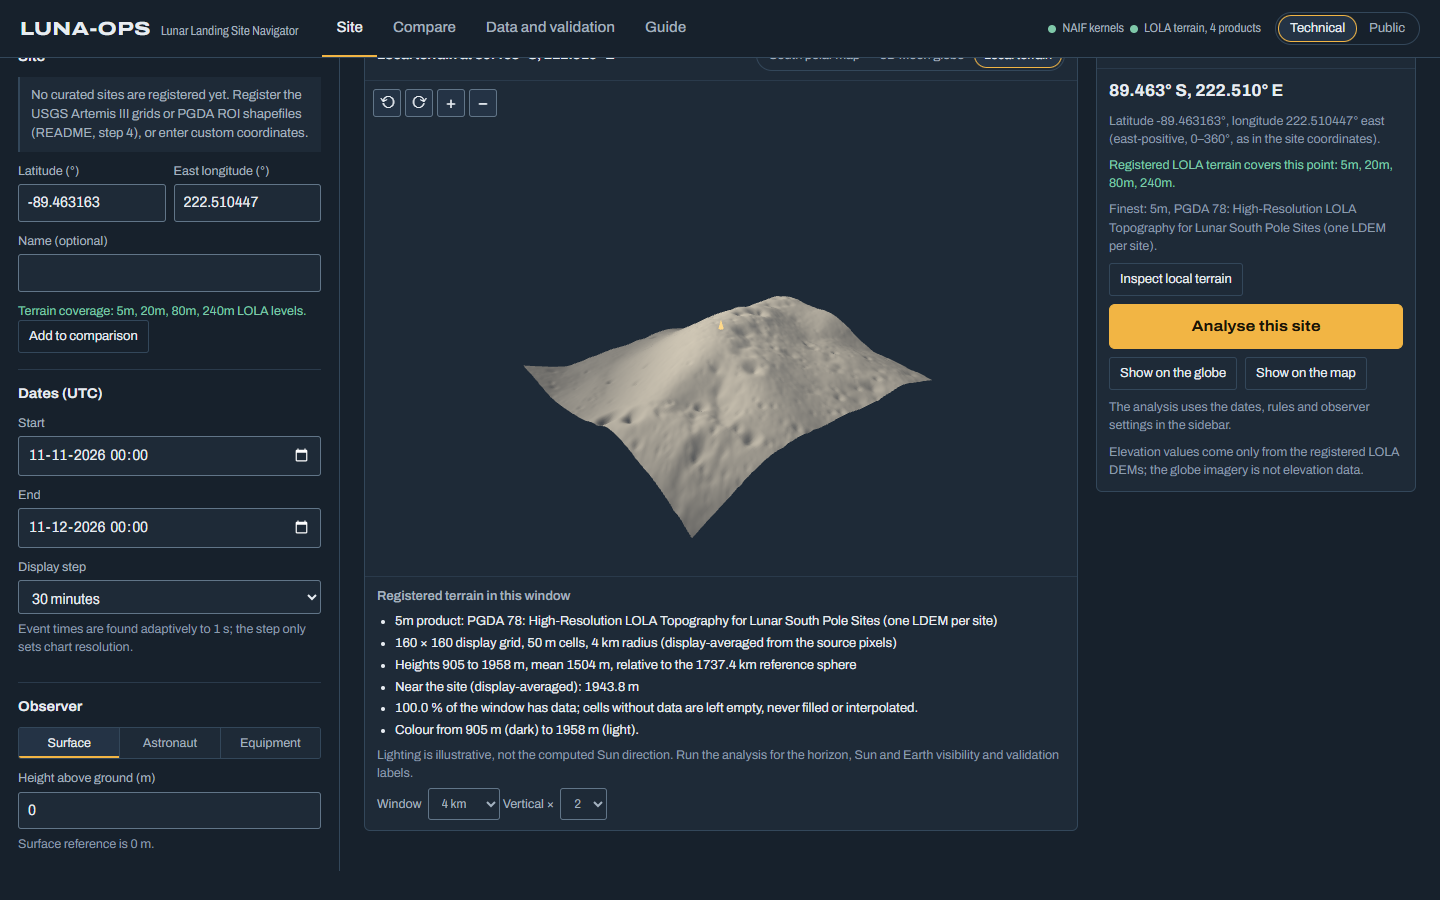 LUNA-OPS Lunar Landing Site Navigator
Site Compare Data and validation Guide
NAIF kernels LOLA terrain, 4 products
Technical Public
Site
No curated sites are registered yet. Register the
USGS Artemis III grids or PGDA ROI shapefiles
(README, step 4), or enter custom coordinates.
Latitude (°) East longitude (°)
-89.463163 222.510447
Name (optional)
Terrain coverage: 5m, 20m, 80m, 240m LOLA levels.
Add to comparison
Dates (UTC)
Start
11-11-2026 00:00
End
11-12-2026 00:00
Display step
30 minutes
Event times are found adaptively to 1 s; the step only
sets chart resolution.
Observer
Surface Astronaut Equipment
Height above ground (m)
0
Surface reference is 0 m.
+ −
Registered terrain in this window
• 5m product: PGDA 78: High-Resolution LOLA Topography for Lunar South Pole Sites (one LDEM per site)
• 160 × 160 display grid, 50 m cells, 4 km radius (display-averaged from the source pixels)
• Heights 905 to 1958 m, mean 1504 m, relative to the 1737.4 km reference sphere
• Near the site (display-averaged): 1943.8 m
• 100.0 % of the window has data; cells without data are left empty, never filled or interpolated.
• Colour from 905 m (dark) to 1958 m (light).
Lighting is illustrative, not the computed Sun direction. Run the analysis for the horizon, Sun and Earth visibility and validation
labels.
Window 4 km Vertical × 2
89.463° S, 222.510° E
Latitude -89.463163°, longitude 222.510447° east
(east-positive, 0–360°, as in the site coordinates).
Registered LOLA terrain covers this point: 5m, 20m,
80m, 240m.
Finest: 5m, PGDA 78: High-Resolution LOLA
Topography for Lunar South Pole Sites (one LDEM
per site).
Inspect local terrain
Analyse this site
Show on the globe Show on the map
The analysis uses the dates, rules and observer
settings in the sidebar.
Elevation values come only from the registered LOLA
DEMs; the globe imagery is not elevation data.